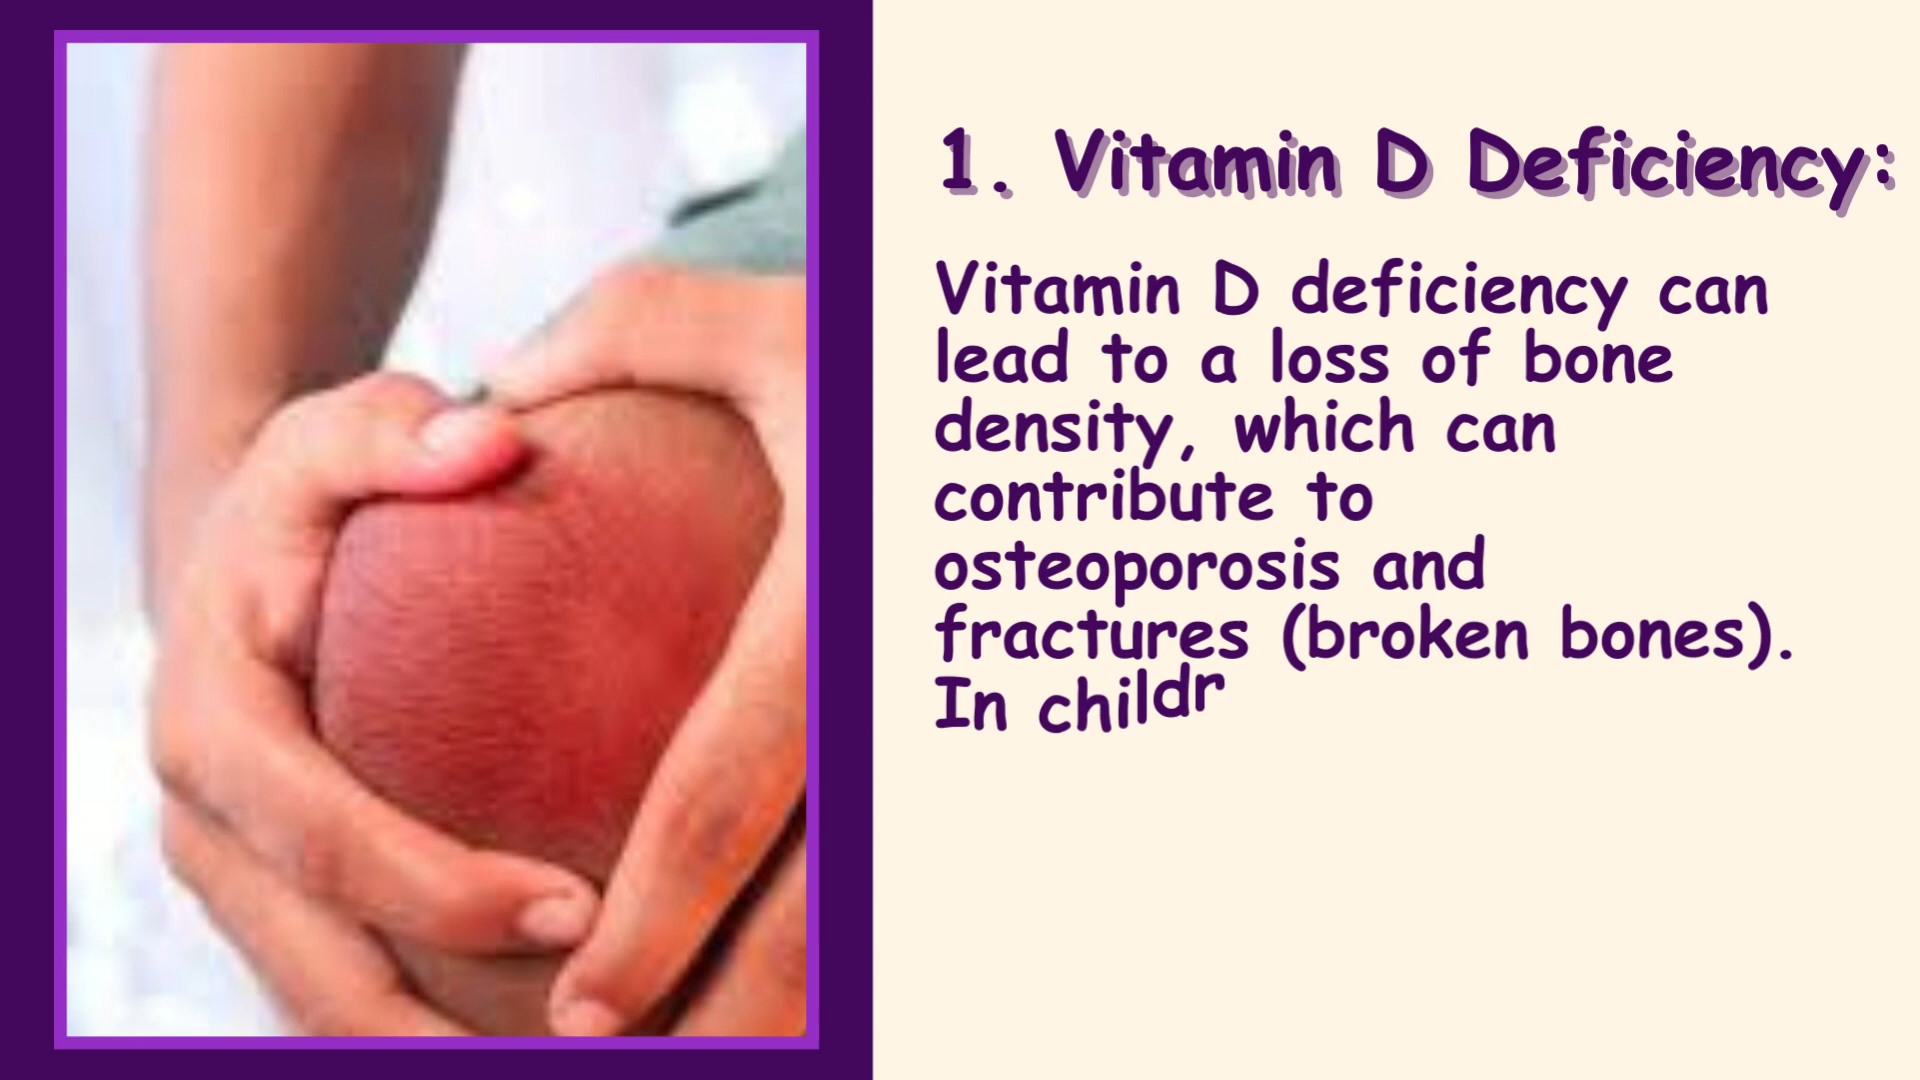 1. Vitamin D Deficiency:
Vitamin D deficiency can
lead to a loss of bone
density, which can
contribute to
osteoporosis and
fractures (broken bones).
In childr